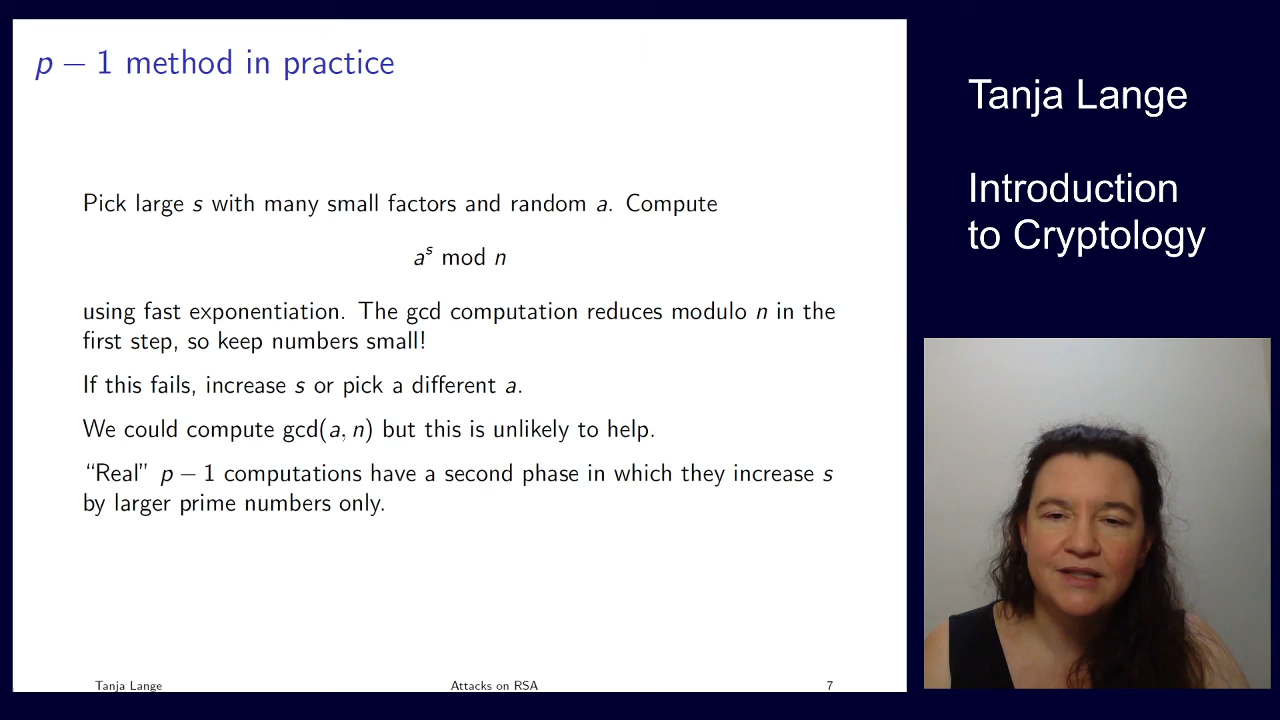 p − 1 method in practice
Pick large s with many small factors and random a. Compute
aˢ mod n
using fast exponentiation. The gcd computation reduces modulo n in the
first step, so keep numbers small!
If this fails, increase s or pick a different a.
We could compute gcd(a, n) but this is unlikely to help.
“Real” p − 1 computations have a second phase in which they increase s
by larger prime numbers only.
Tanja Lange
Attacks on RSA
7
Tanja Lange
Introduction
to Cryptology